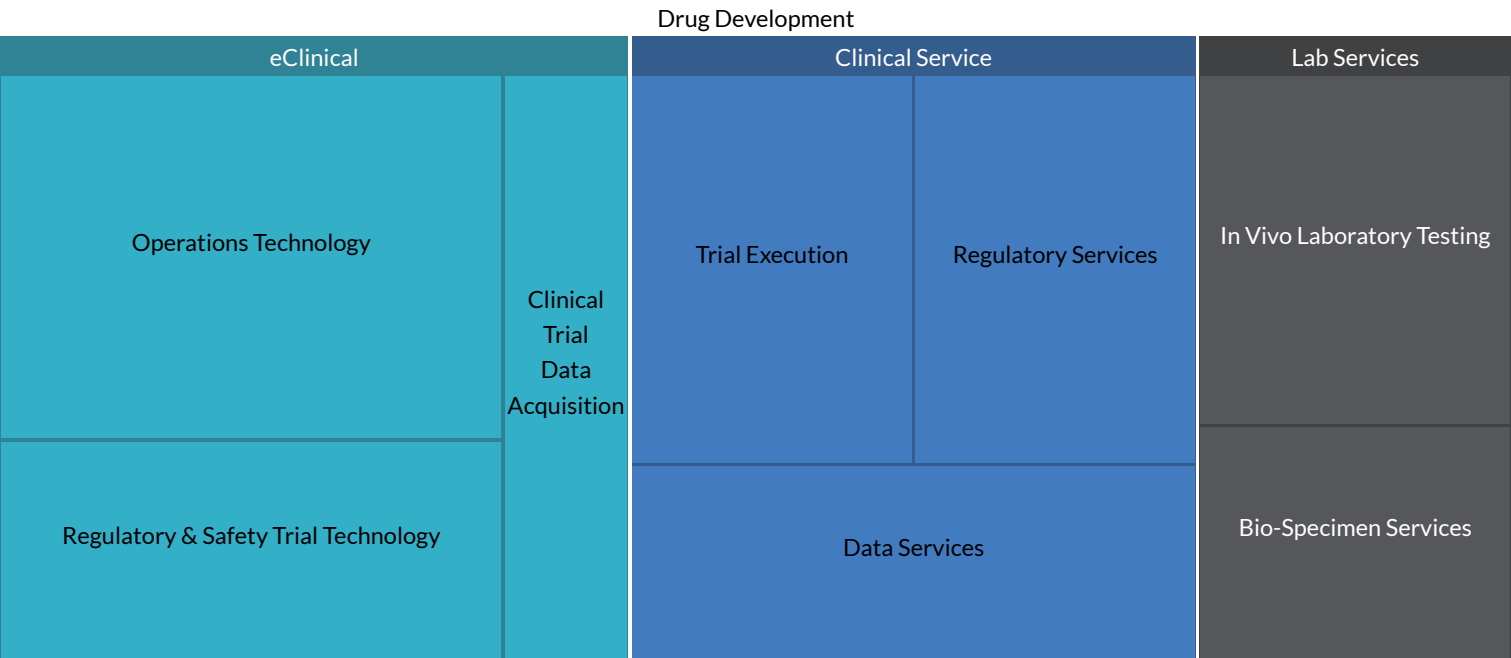 Drug Development
eClinical
Operations Technology
Regulatory & Safety Trial Technology
Clinical
Trial
Data
Acquisition
Clinical Service
Trial Execution
Regulatory Services
Data Services
Lab Services
In Vivo Laboratory Testing
Bio-Specimen Services